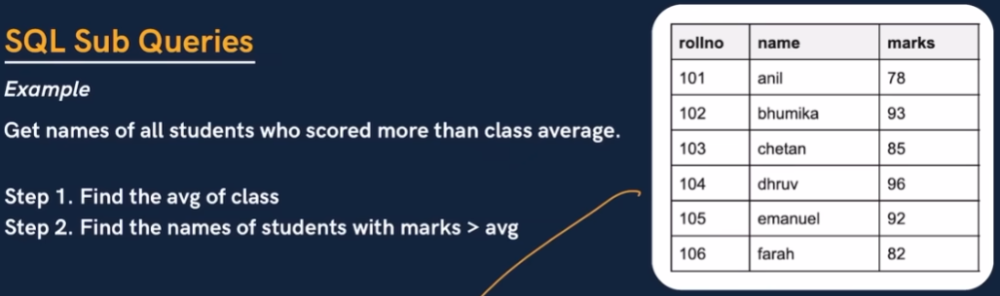 SQL Sub Queries
Example
Get names of all students who scored more than class average.
Step 1. Find the avg of class
Step 2. Find the names of students with marks > avg
rollno name marks
101 anil 78
102 bhumika 93
103 chetan 85
104 dhruv 96
105 emanuel 92
106 farah 82